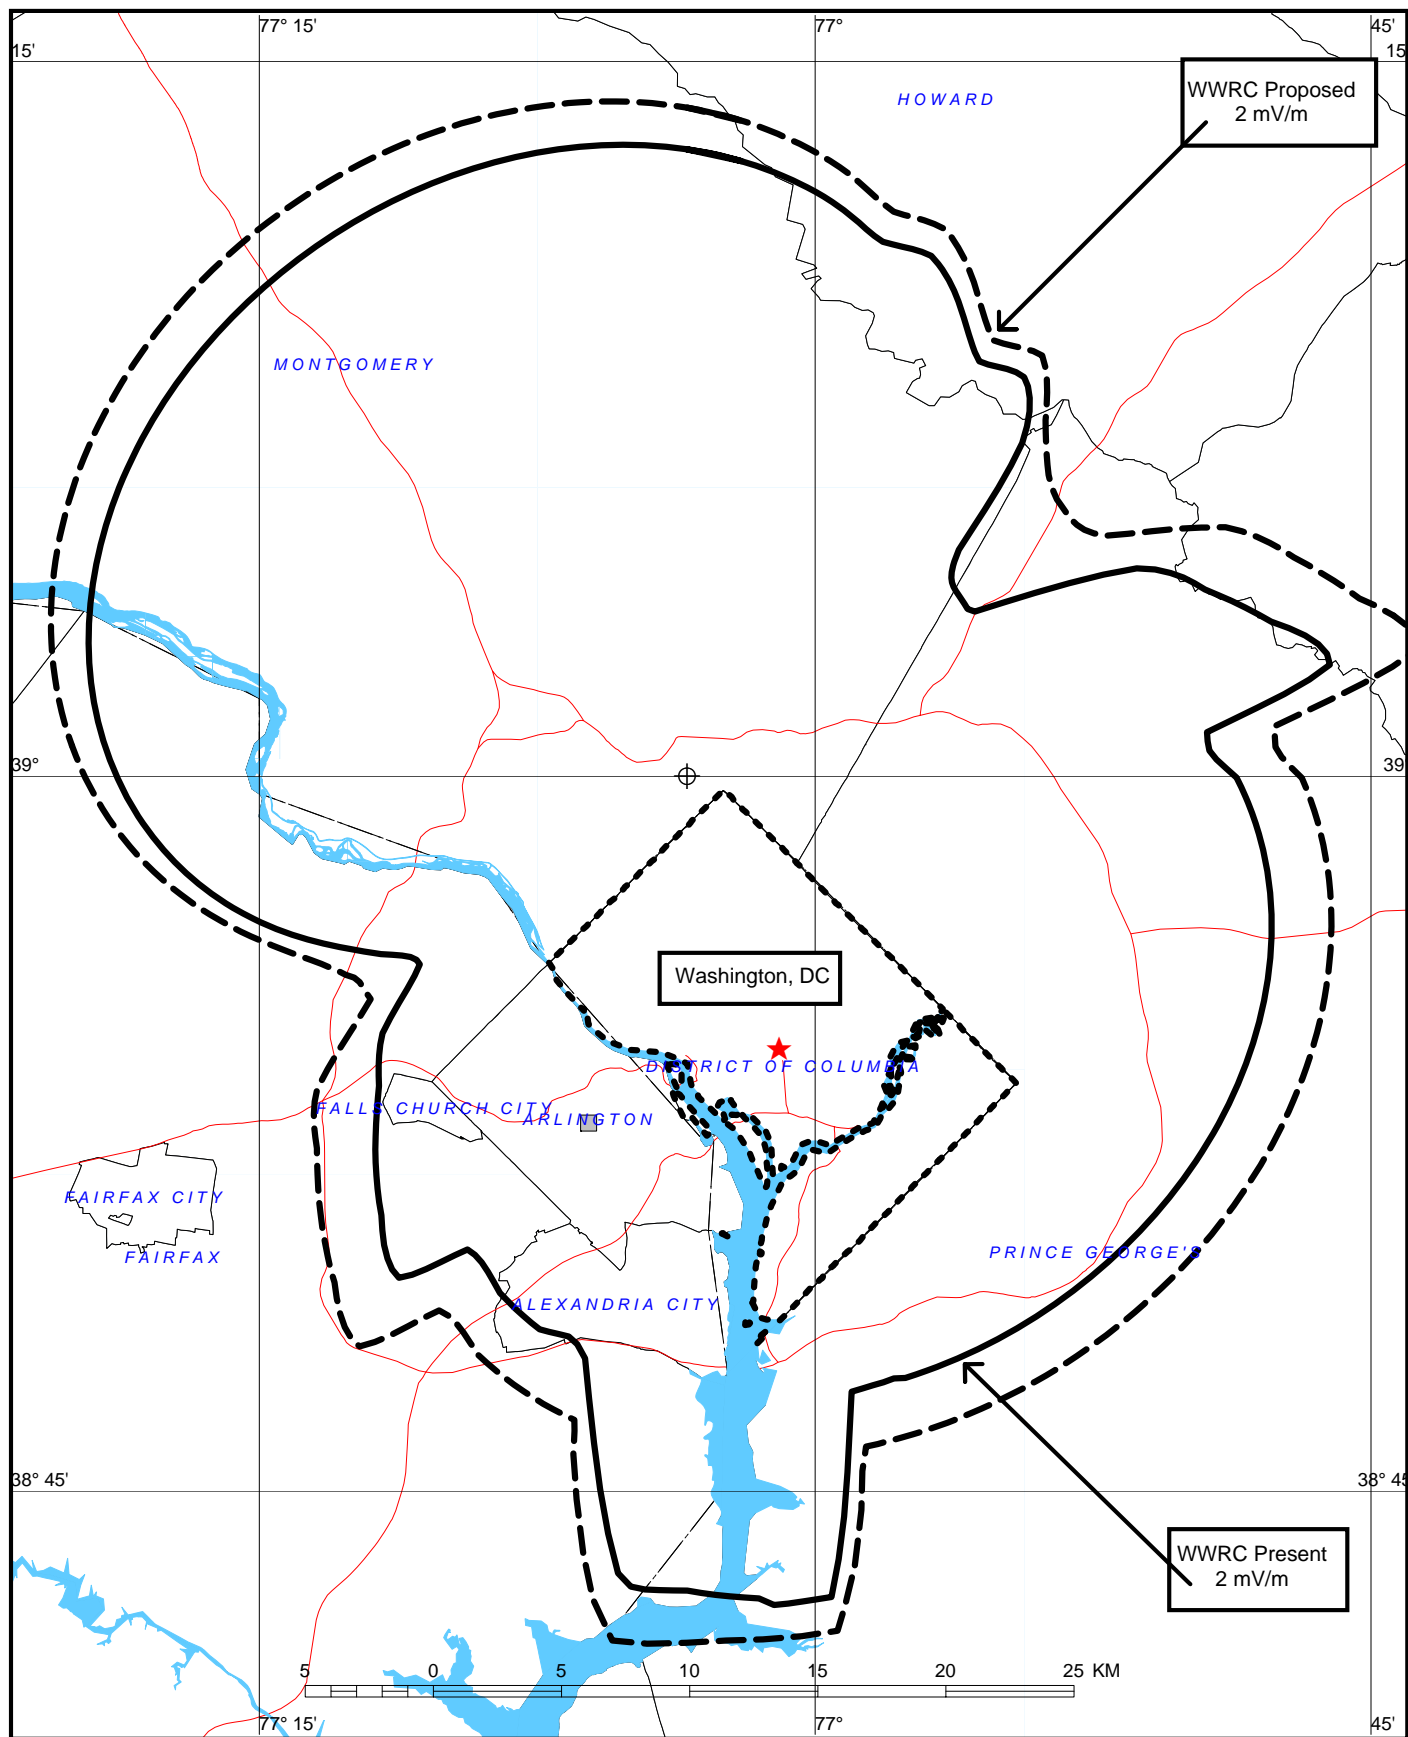 77° 15'
77°
45'
15'
15
HOWARD
WWRC Proposed
2 mV/m
MONTGOMERY
39°
39
Washington, DC
DISTRICT OF COLUMBIA
FALLS CHURCH CITY
ARLINGTON
FAIRFAX CITY
FAIRFAX
PRINCE GEORGE'S
ALEXANDRIA CITY
38° 45'
38° 45
WWRC Present
2 mV/m
5 0 5 10 15 20 25 KM
77° 15'
77°
45'